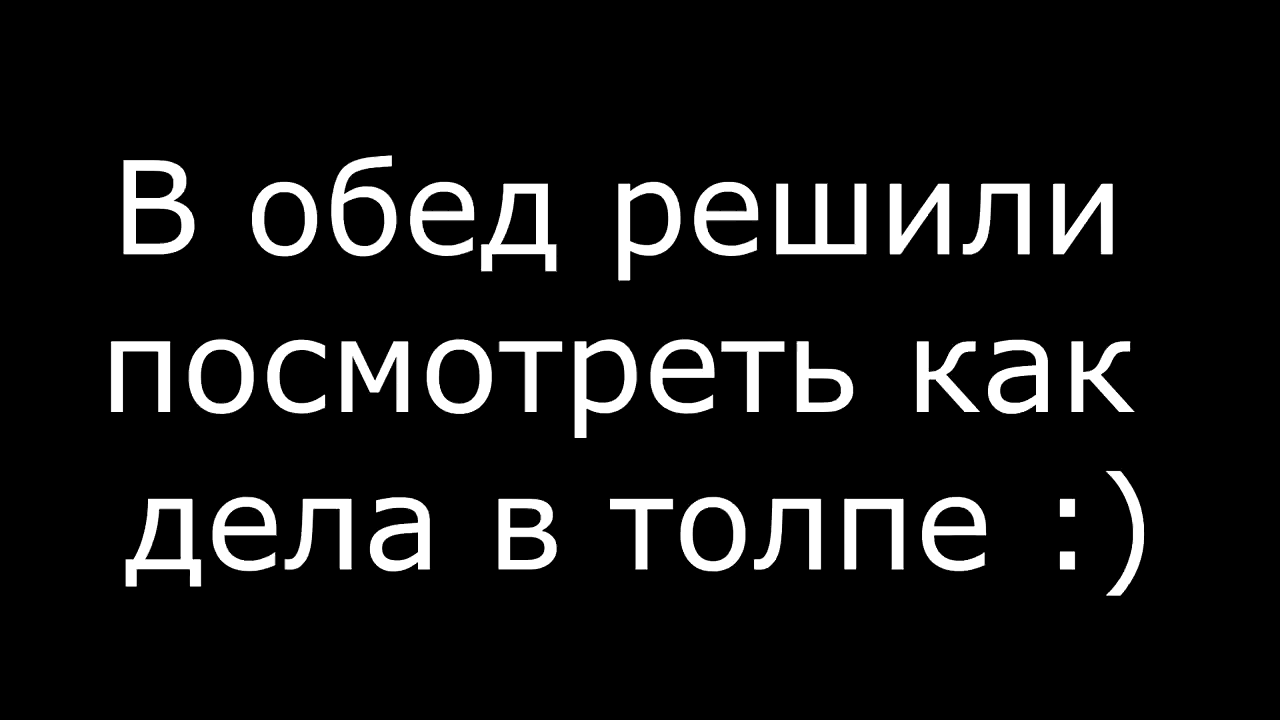 В обед решили
посмотреть как
дела в толпе :)